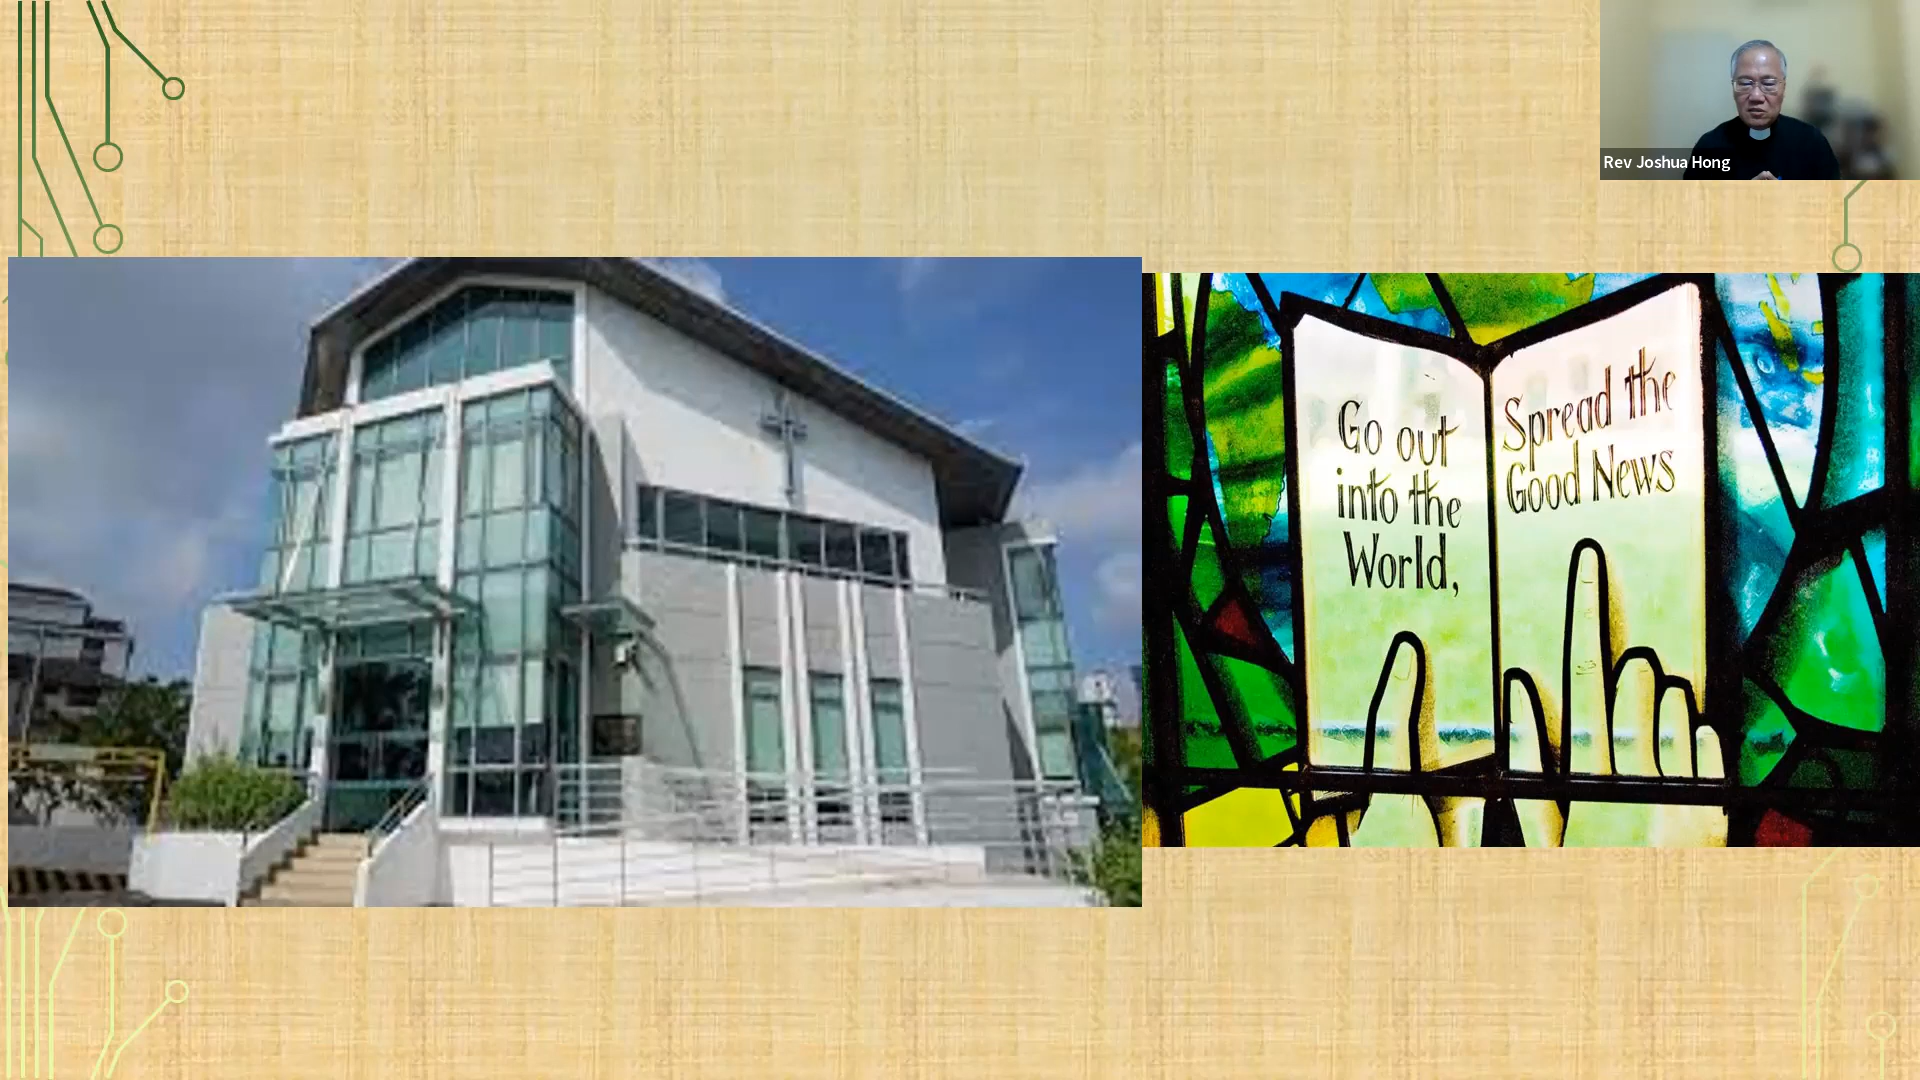 Rev Joshua Hong
Go out
into the
World,
Spread the
Good News